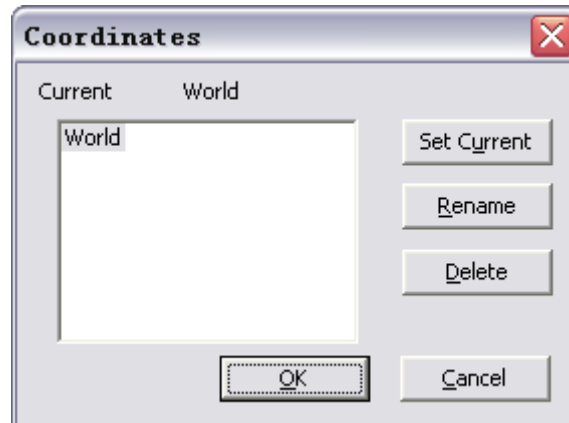 Coordinates
Current World
World
Set Current
Rename
Delete
OK
Cancel